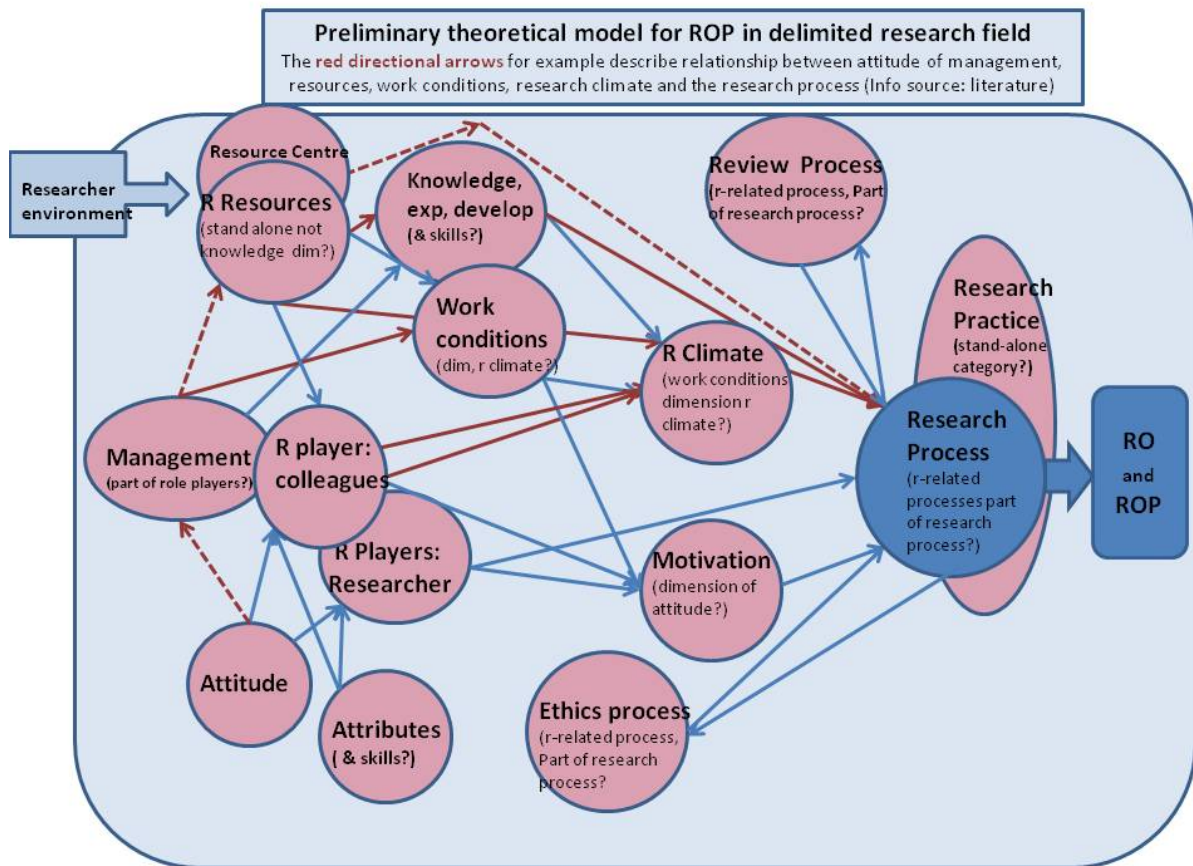 Preliminary theoretical model for ROP in delimited research field
The red directional arrows for example describe relationship between attitude of management,
resources, work conditions, research climate and the research process (Info source: literature)
Researcher
environment
Resource Centre
R Resources
(stand alone not
knowledge dim?)
Knowledge,
exp, develop
(& skills?)
Review Process
(r-related process, Part
of research process?
Work
conditions
(dim, r climate?)
R Climate
(work conditions
dimension r
climate?)
Research
Practice
(stand-alone
category?)
Management
(part of role players?)
R player:
colleagues
R Players:
Researcher
Research
Process
(r-related
processes part
of research
process?)
RO
and
ROP
Motivation
(dimension of
attitude?)
Attitude
Attributes
( & skills?)
Ethics process
(r-related process,
Part of research
process?